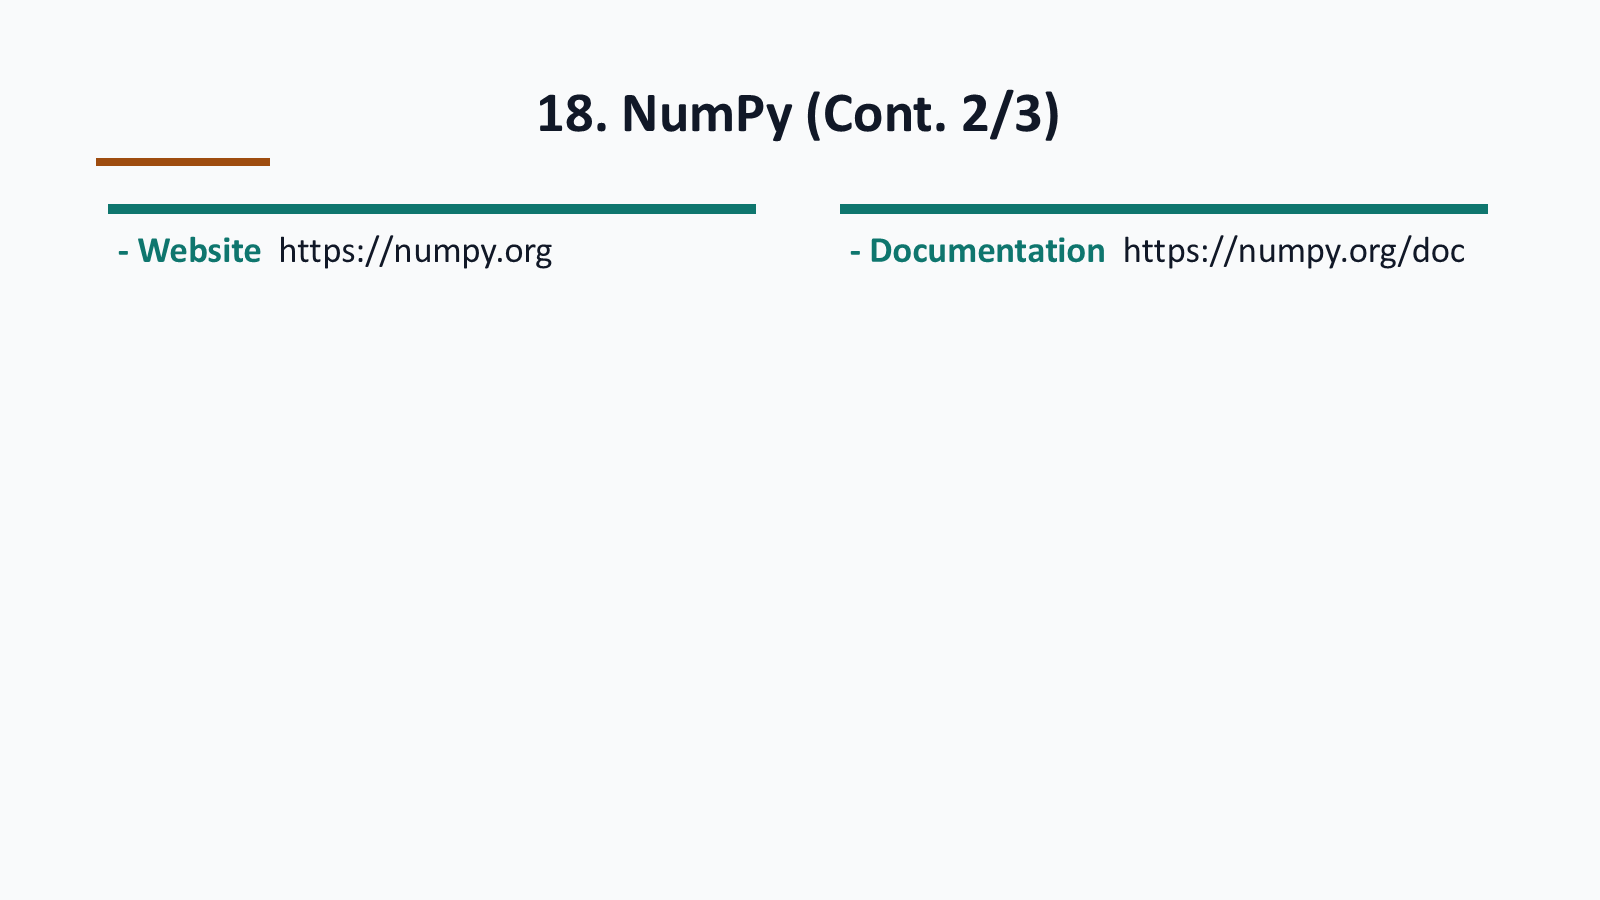 18. NumPy (Cont. 2/3)
- Website  https://numpy.org
- Documentation  https://numpy.org/doc